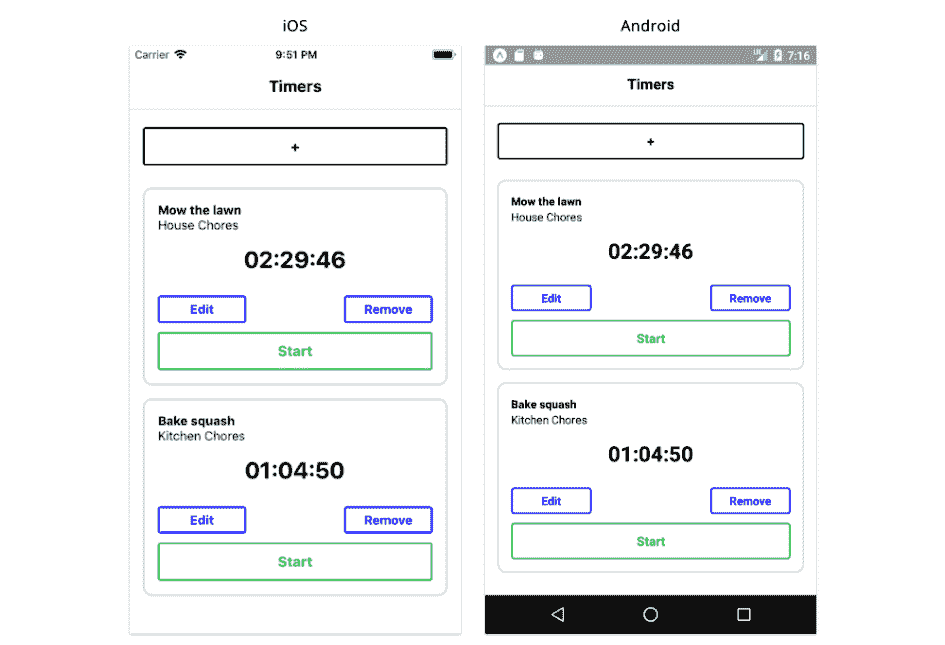 iOS
Carrier 9:51 PM
Timers
+
Mow the lawn
House Chores
02:29:46
Edit Remove
Start
Bake squash
Kitchen Chores
01:04:50
Edit Remove
Start
Android
LTE 7:16
Timers
+
Mow the lawn
House Chores
02:29:46
Edit Remove
Start
Bake squash
Kitchen Chores
01:04:50
Edit Remove
Start